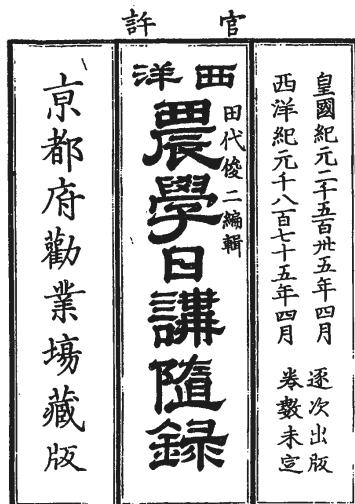 官許
皇國紀元二千五百卅五年四月 逐次出版
西洋紀元千八百七十五年四月 巻數未定
田代俊二編輯
西洋
農學日講隨録
京都府勸業場藏版